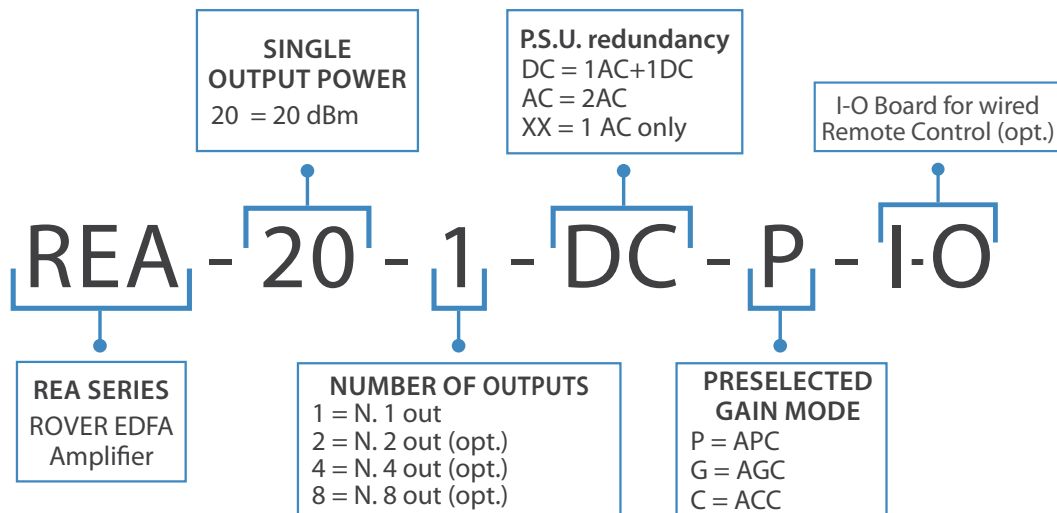 SINGLE
OUTPUT POWER
20 = 20 dBm
P.S.U. redundancy
DC = 1AC+1DC
AC = 2AC
XX = 1 AC only
I-O Board for wired
Remote Control (opt.)
REA - 20 - 1 - DC - P - I-O
REA SERIES
ROVER EDFA
Amplifier
NUMBER OF OUTPUTS
1 = N. 1 out
2 = N. 2 out (opt.)
4 = N. 4 out (opt.)
8 = N. 8 out (opt.)
PRESELECTED
GAIN MODE
P = APC
G = AGC
C = ACC